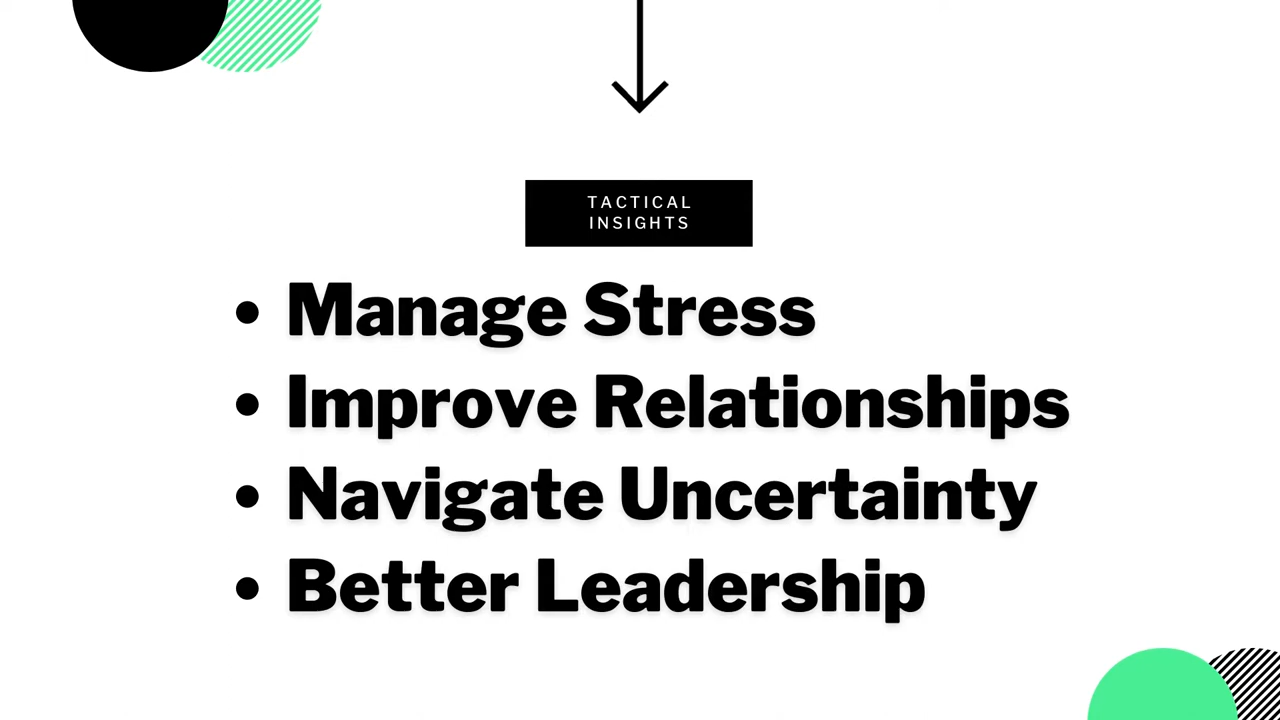 TACTICAL
INSIGHTS
• Manage Stress
• Improve Relationships
• Navigate Uncertainty
• Better Leadership